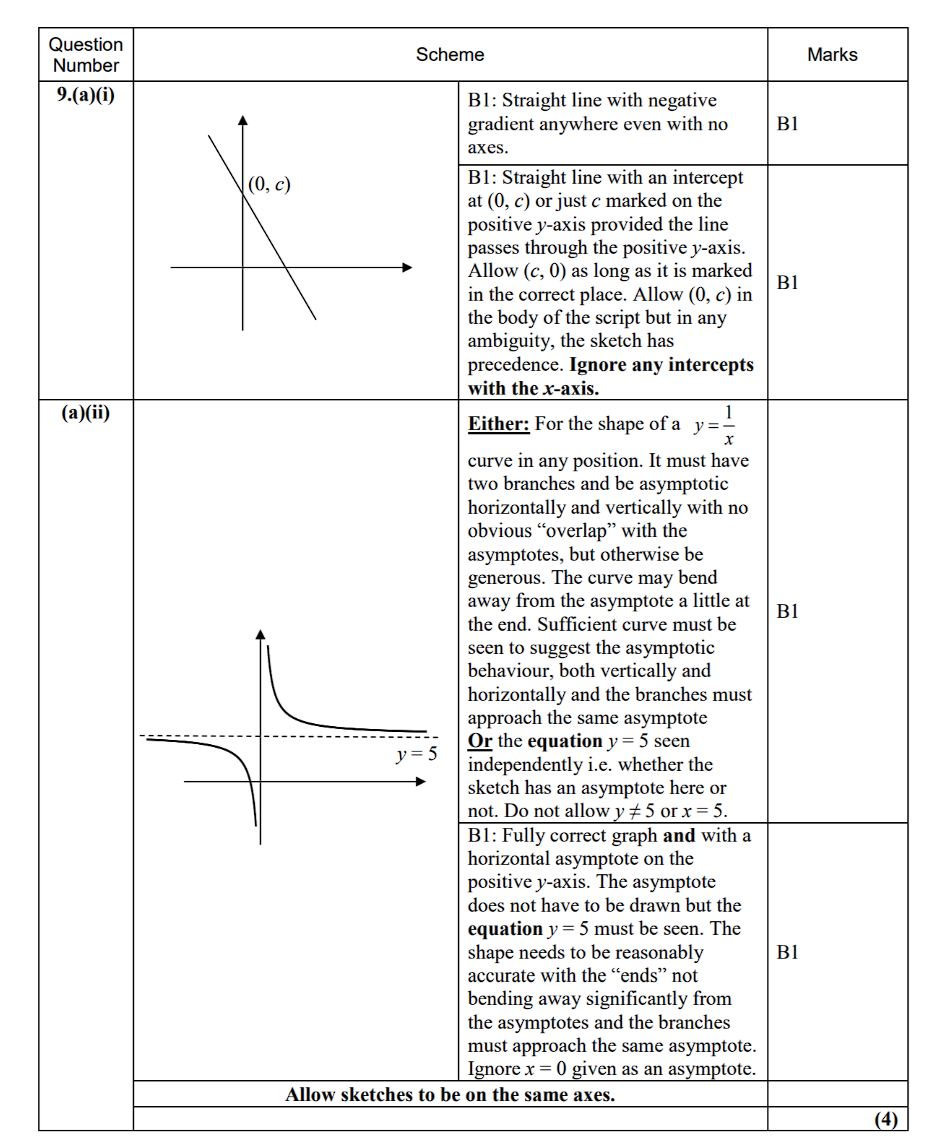 Question
Number
Scheme
Marks
9.(a)(i)
(0, c)
B1: Straight line with negative
gradient anywhere even with no
axes.
B1
B1: Straight line with an intercept
at (0, c) or just c marked on the
positive y-axis provided the line
passes through the positive y-axis.
Allow (c, 0) as long as it is marked
in the correct place. Allow (0, c) in
the body of the script but in any
ambiguity, the sketch has
precedence. Ignore any intercepts
with the x-axis.
B1
(a)(ii)
y = 5
Either: For the shape of a y = 1/x
curve in any position. It must have
two branches and be asymptotic
horizontally and vertically with no
obvious “overlap” with the
asymptotes, but otherwise be
generous. The curve may bend
away from the asymptote a little at
the end. Sufficient curve must be
seen to suggest the asymptotic
behaviour, both vertically and
horizontally and the branches must
approach the same asymptote
Or the equation y = 5 seen
independently i.e. whether the
sketch has an asymptote here or
not. Do not allow y ≠ 5 or x = 5.
B1
B1: Fully correct graph and with a
horizontal asymptote on the
positive y-axis. The asymptote
does not have to be drawn but the
equation y = 5 must be seen. The
shape needs to be reasonably
accurate with the “ends” not
bending away significantly from
the asymptotes and the branches
must approach the same asymptote.
Ignore x = 0 given as an asymptote.
B1
Allow sketches to be on the same axes.
(4)